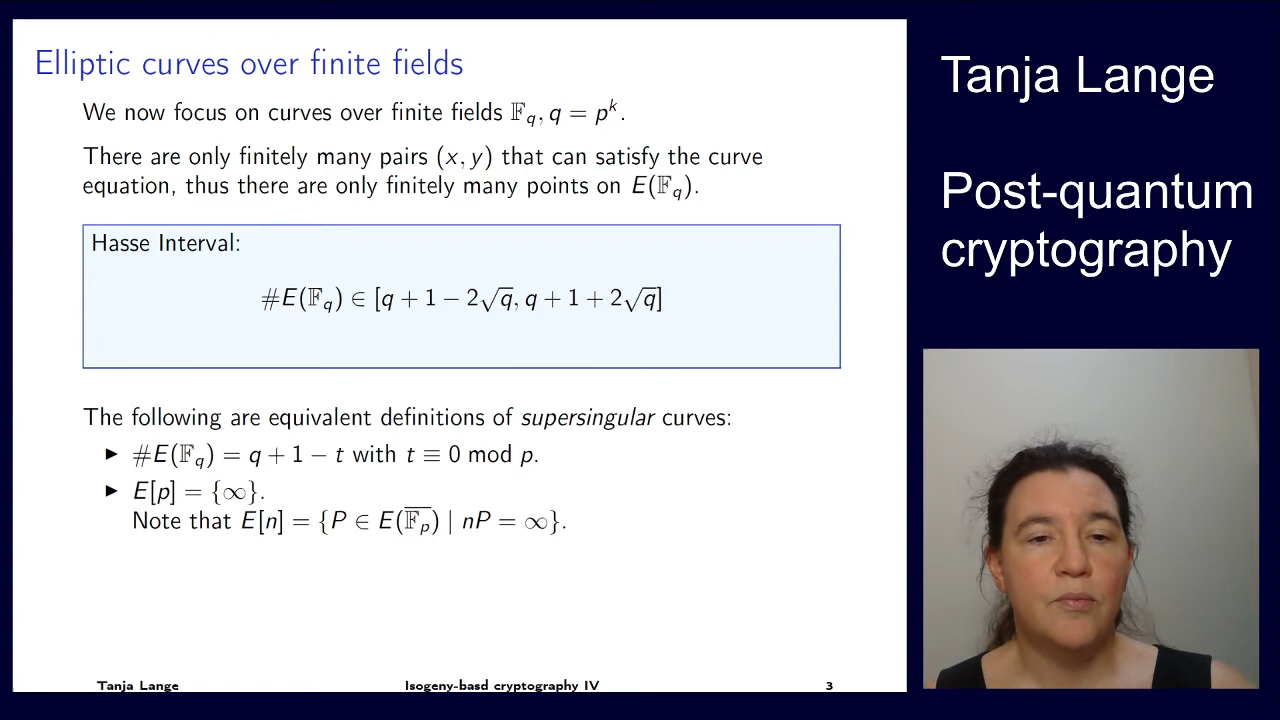 Elliptic curves over finite fields
We now focus on curves over finite fields 𝔽_q, q = p^k.
There are only finitely many pairs (x, y) that can satisfy the curve
equation, thus there are only finitely many points on E(𝔽_q).
Hasse Interval:
#E(𝔽_q) ∈ [q + 1 − 2√q, q + 1 + 2√q]
The following are equivalent definitions of supersingular curves:
▶ #E(𝔽_q) = q + 1 − t with t ≡ 0 mod p.
▶ E[p] = {∞}.
Note that E[n] = {P ∈ E(\overline{𝔽_p}) | nP = ∞}.
Tanja Lange
Isogeny-basd cryptography IV
3
Tanja Lange
Post-quantum
cryptography